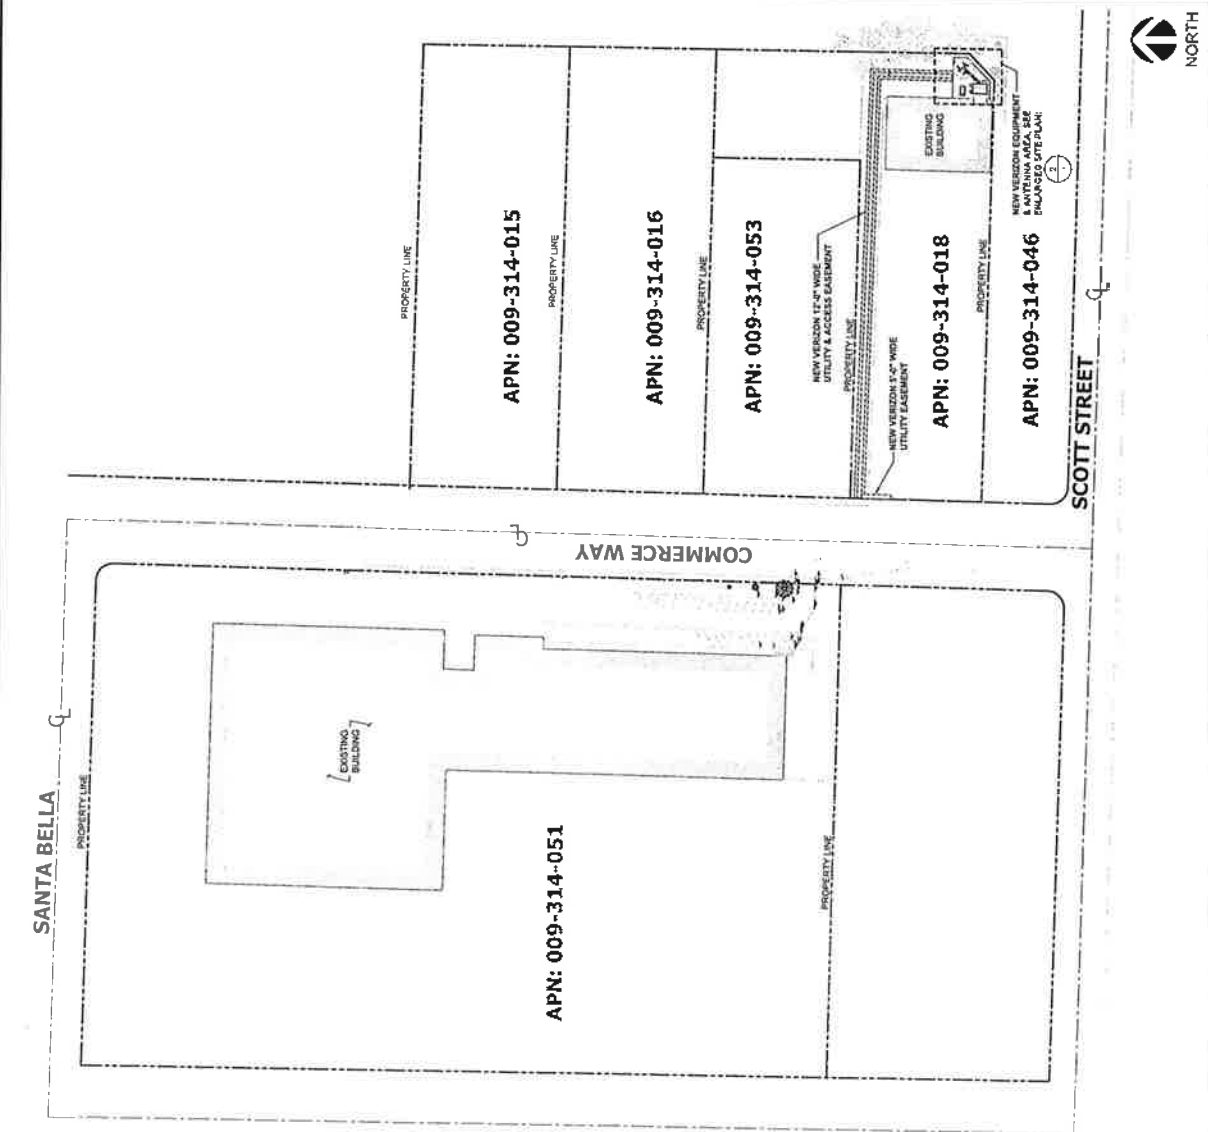 NORTH
SANTA BELLA
PROPERTY LINE
EXISTING
BUILDING
APN: 009-314-051
PROPERTY LINE
COMMERCE WAY
PROPERTY LINE
APN: 009-314-015
PROPERTY LINE
APN: 009-314-016
PROPERTY LINE
APN: 009-314-053
NEW VERIZON 12'-0" WIDE
UTILITY & ACCESS EASEMENT
PROPERTY LINE
NEW VERIZON 5'-0" WIDE
UTILITY EASEMENT
EXISTING
BUILDING
APN: 009-314-018
PROPERTY LINE
NEW VERIZON EQUIPMENT
& ANTENNA AREA, SEE
ENLARGED SITE PLAN:
2
APN: 009-314-046
SCOTT STREET